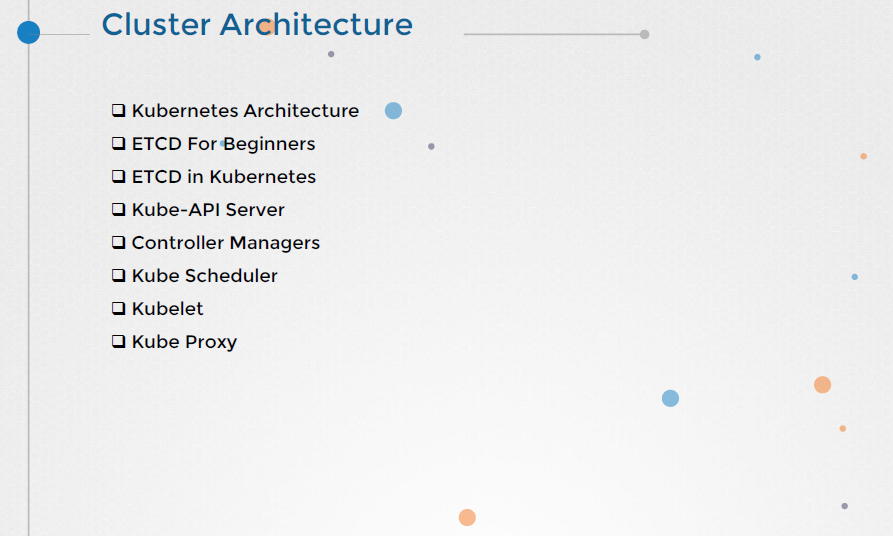 Cluster Architecture
❑ Kubernetes Architecture
❑ ETCD For Beginners
❑ ETCD in Kubernetes
❑ Kube-API Server
❑ Controller Managers
❑ Kube Scheduler
❑ Kubelet
❑ Kube Proxy